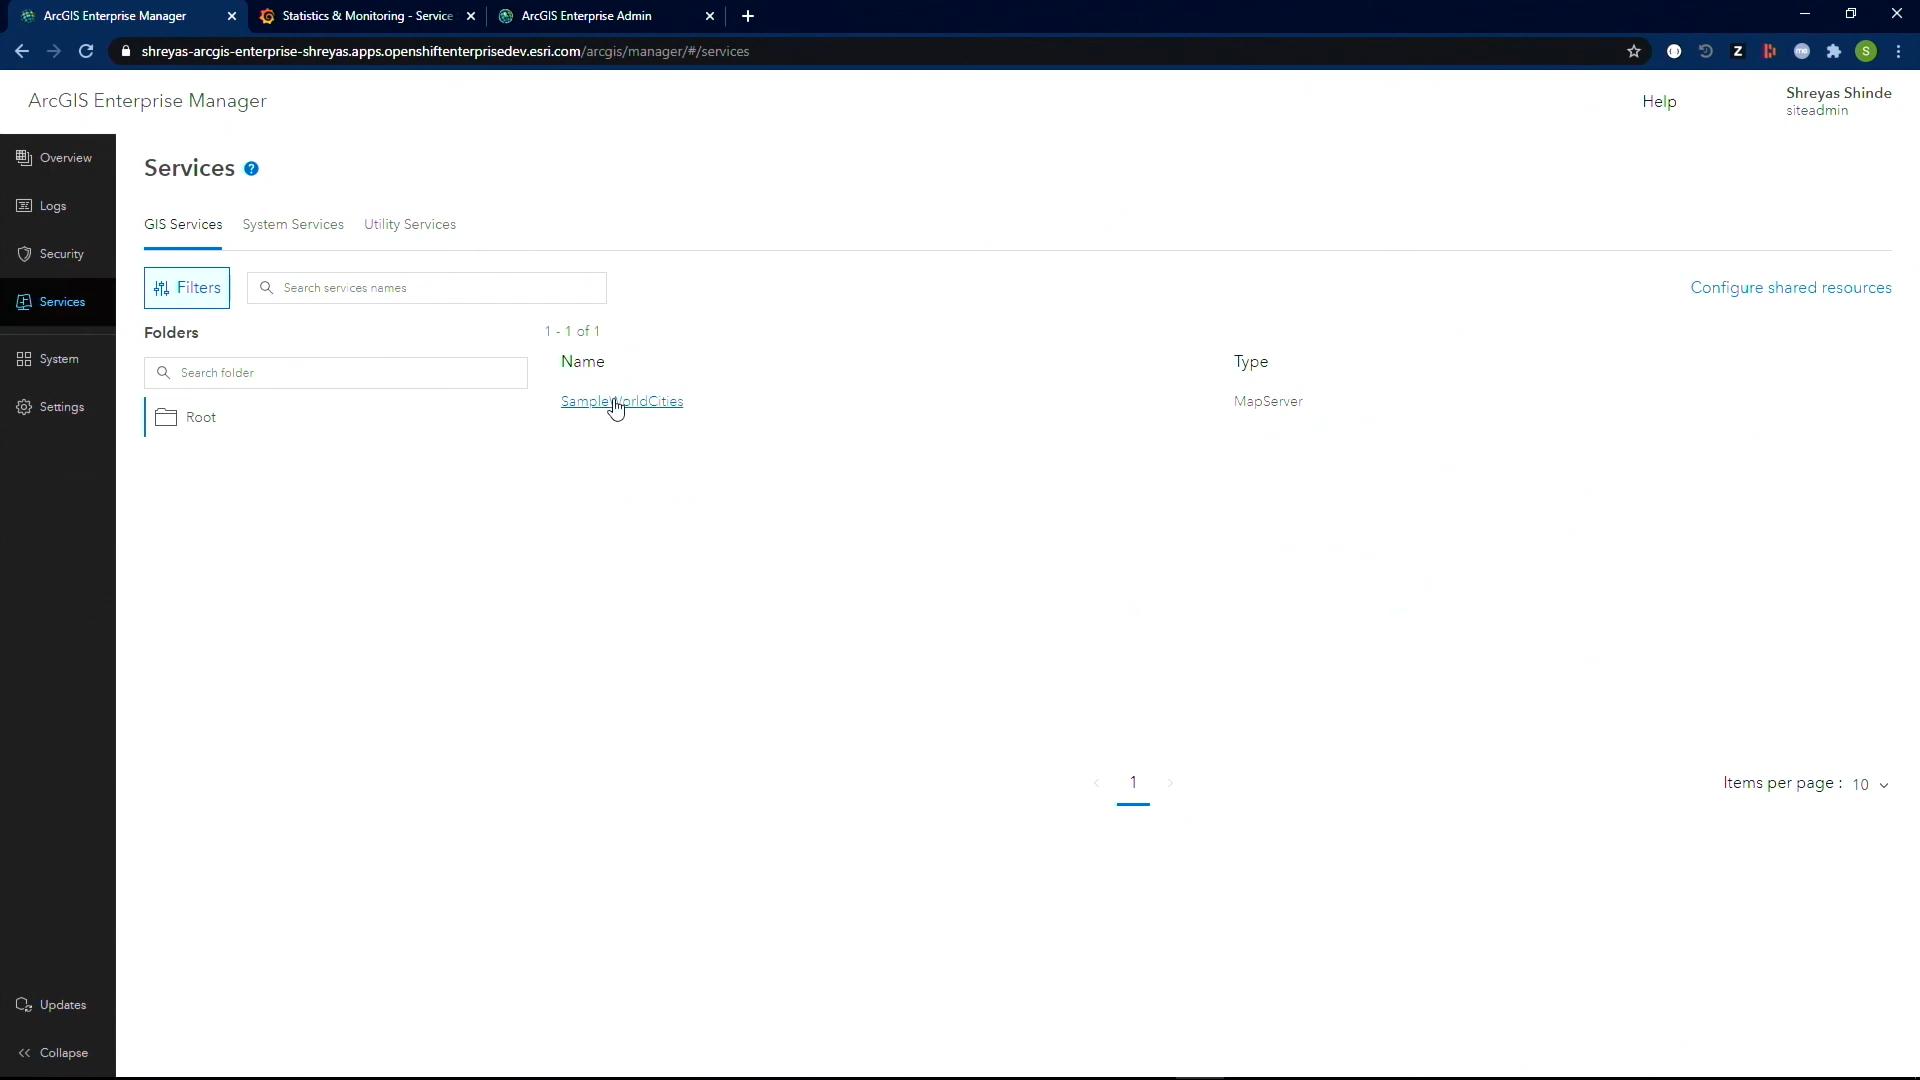 ArcGIS Enterprise Manager
Statistics & Monitoring - Service
ArcGIS Enterprise Admin
shreyas-arcgis-enterprise-shreyas.apps.openshiftenterprisedev.esri.com/arcgis/manager/#/services
ArcGIS Enterprise Manager
Help
Shreyas Shinde
siteadmin
Overview
Logs
Security
Services
System
Settings
Updates
Collapse
Services
GIS Services
System Services
Utility Services
Filters
Search services names
Configure shared resources
Folders
Search folder
Root
1 - 1 of 1
Name
Type
SampleWorldCities
MapServer
1
Items per page : 10